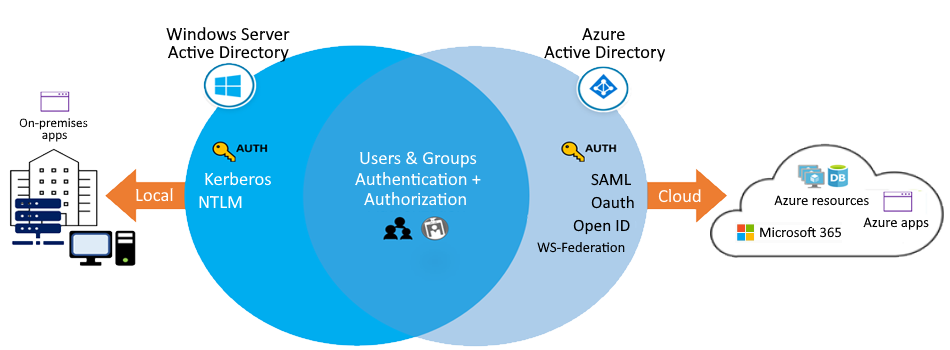 Windows Server
Active Directory
Azure
Active Directory
On-premises
apps
AUTH
Kerberos
NTLM
Local
Users & Groups
Authentication +
Authorization
AUTH
SAML
Oauth
Open ID
WS-Federation
Cloud
DB
Azure resources
Azure apps
Microsoft 365